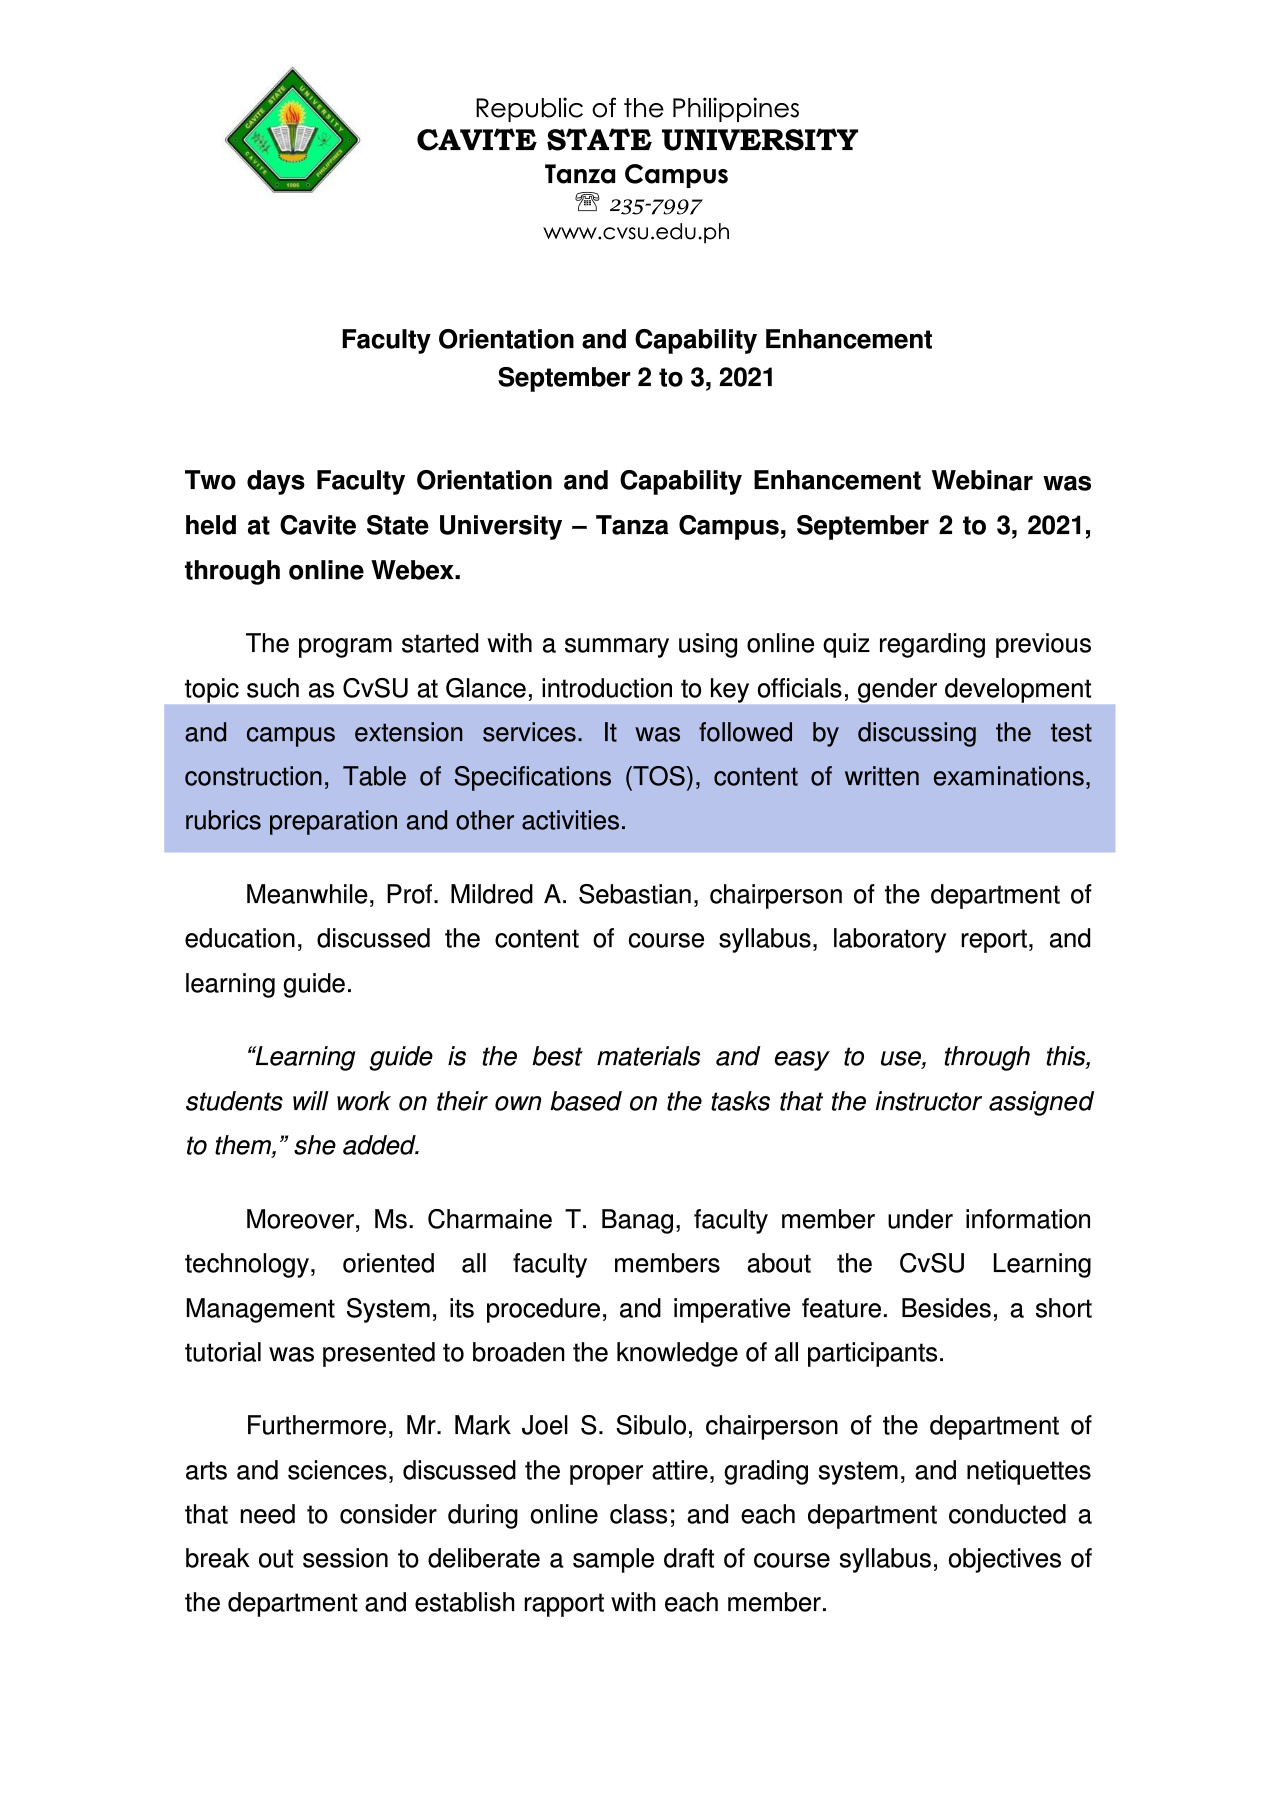 CAVITE STATE UNIVERSITY
CAVITE PHILIPPINES
1906
Republic of the Philippines
CAVITE STATE UNIVERSITY
Tanza Campus
☏ 235-7997
www.cvsu.edu.ph
Faculty Orientation and Capability Enhancement
September 2 to 3, 2021
Two days Faculty Orientation and Capability Enhancement Webinar was
held at Cavite State University – Tanza Campus, September 2 to 3, 2021,
through online Webex.
The program started with a summary using online quiz regarding previous
topic such as CvSU at Glance, introduction to key officials, gender development
and campus extension services. It was followed by discussing the test
construction, Table of Specifications (TOS), content of written examinations,
rubrics preparation and other activities.
Meanwhile, Prof. Mildred A. Sebastian, chairperson of the department of
education, discussed the content of course syllabus, laboratory report, and
learning guide.
“Learning guide is the best materials and easy to use, through this,
students will work on their own based on the tasks that the instructor assigned
to them,” she added.
Moreover, Ms. Charmaine T. Banag, faculty member under information
technology, oriented all faculty members about the CvSU Learning
Management System, its procedure, and imperative feature. Besides, a short
tutorial was presented to broaden the knowledge of all participants.
Furthermore, Mr. Mark Joel S. Sibulo, chairperson of the department of
arts and sciences, discussed the proper attire, grading system, and netiquettes
that need to consider during online class; and each department conducted a
break out session to deliberate a sample draft of course syllabus, objectives of
the department and establish rapport with each member.